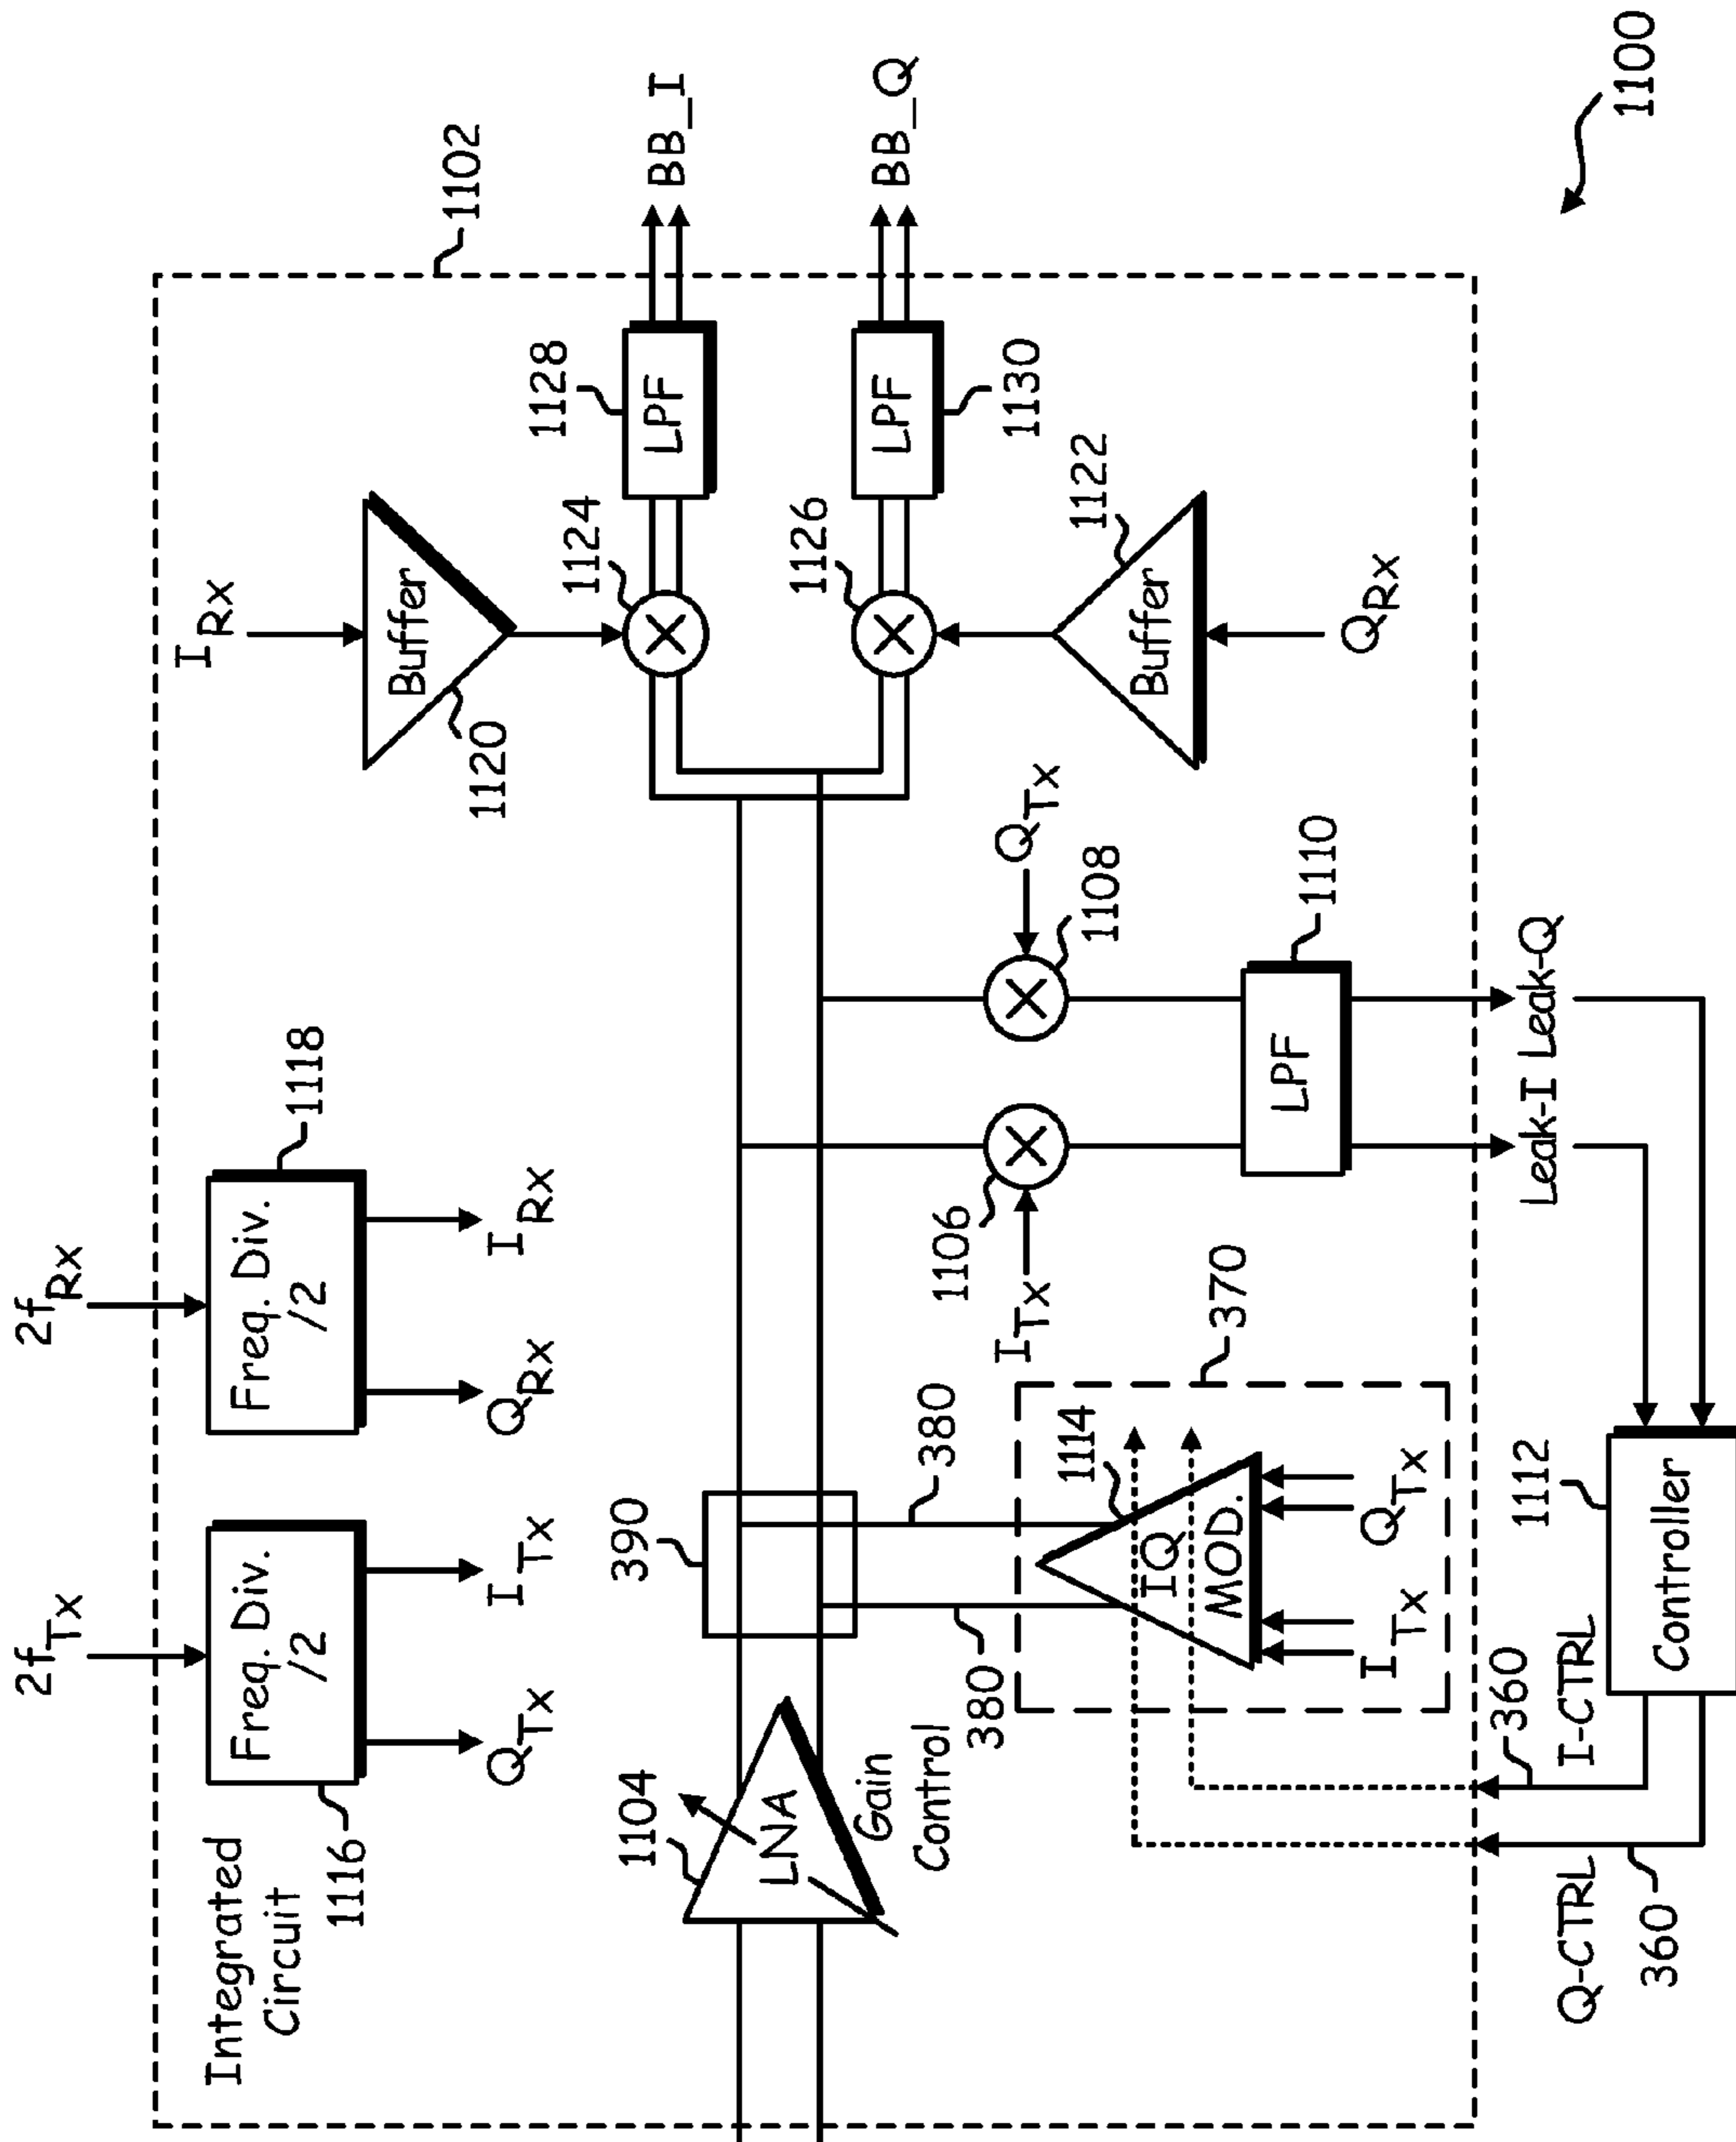 2fTx
2fRx
Integrated
Circuit
Freq. Div.
/2
1116
QTx
ITx
Freq. Div.
/2
1118
QRx
IRx
IRx
Buffer
1120
1102
1104
LNA
Gain
Control
390
1124
1128
LPF
BB_I
1126
LPF
1130
BB_Q
380
380
1106
ITx
QTx
1108
1122
Buffer
QRx
370
1114
IQ
MOD.
ITx
QTx
LPF
1110
Q-CTRL
I-CTRL
360
360
Leak-I
Leak-Q
Controller
1112
1100